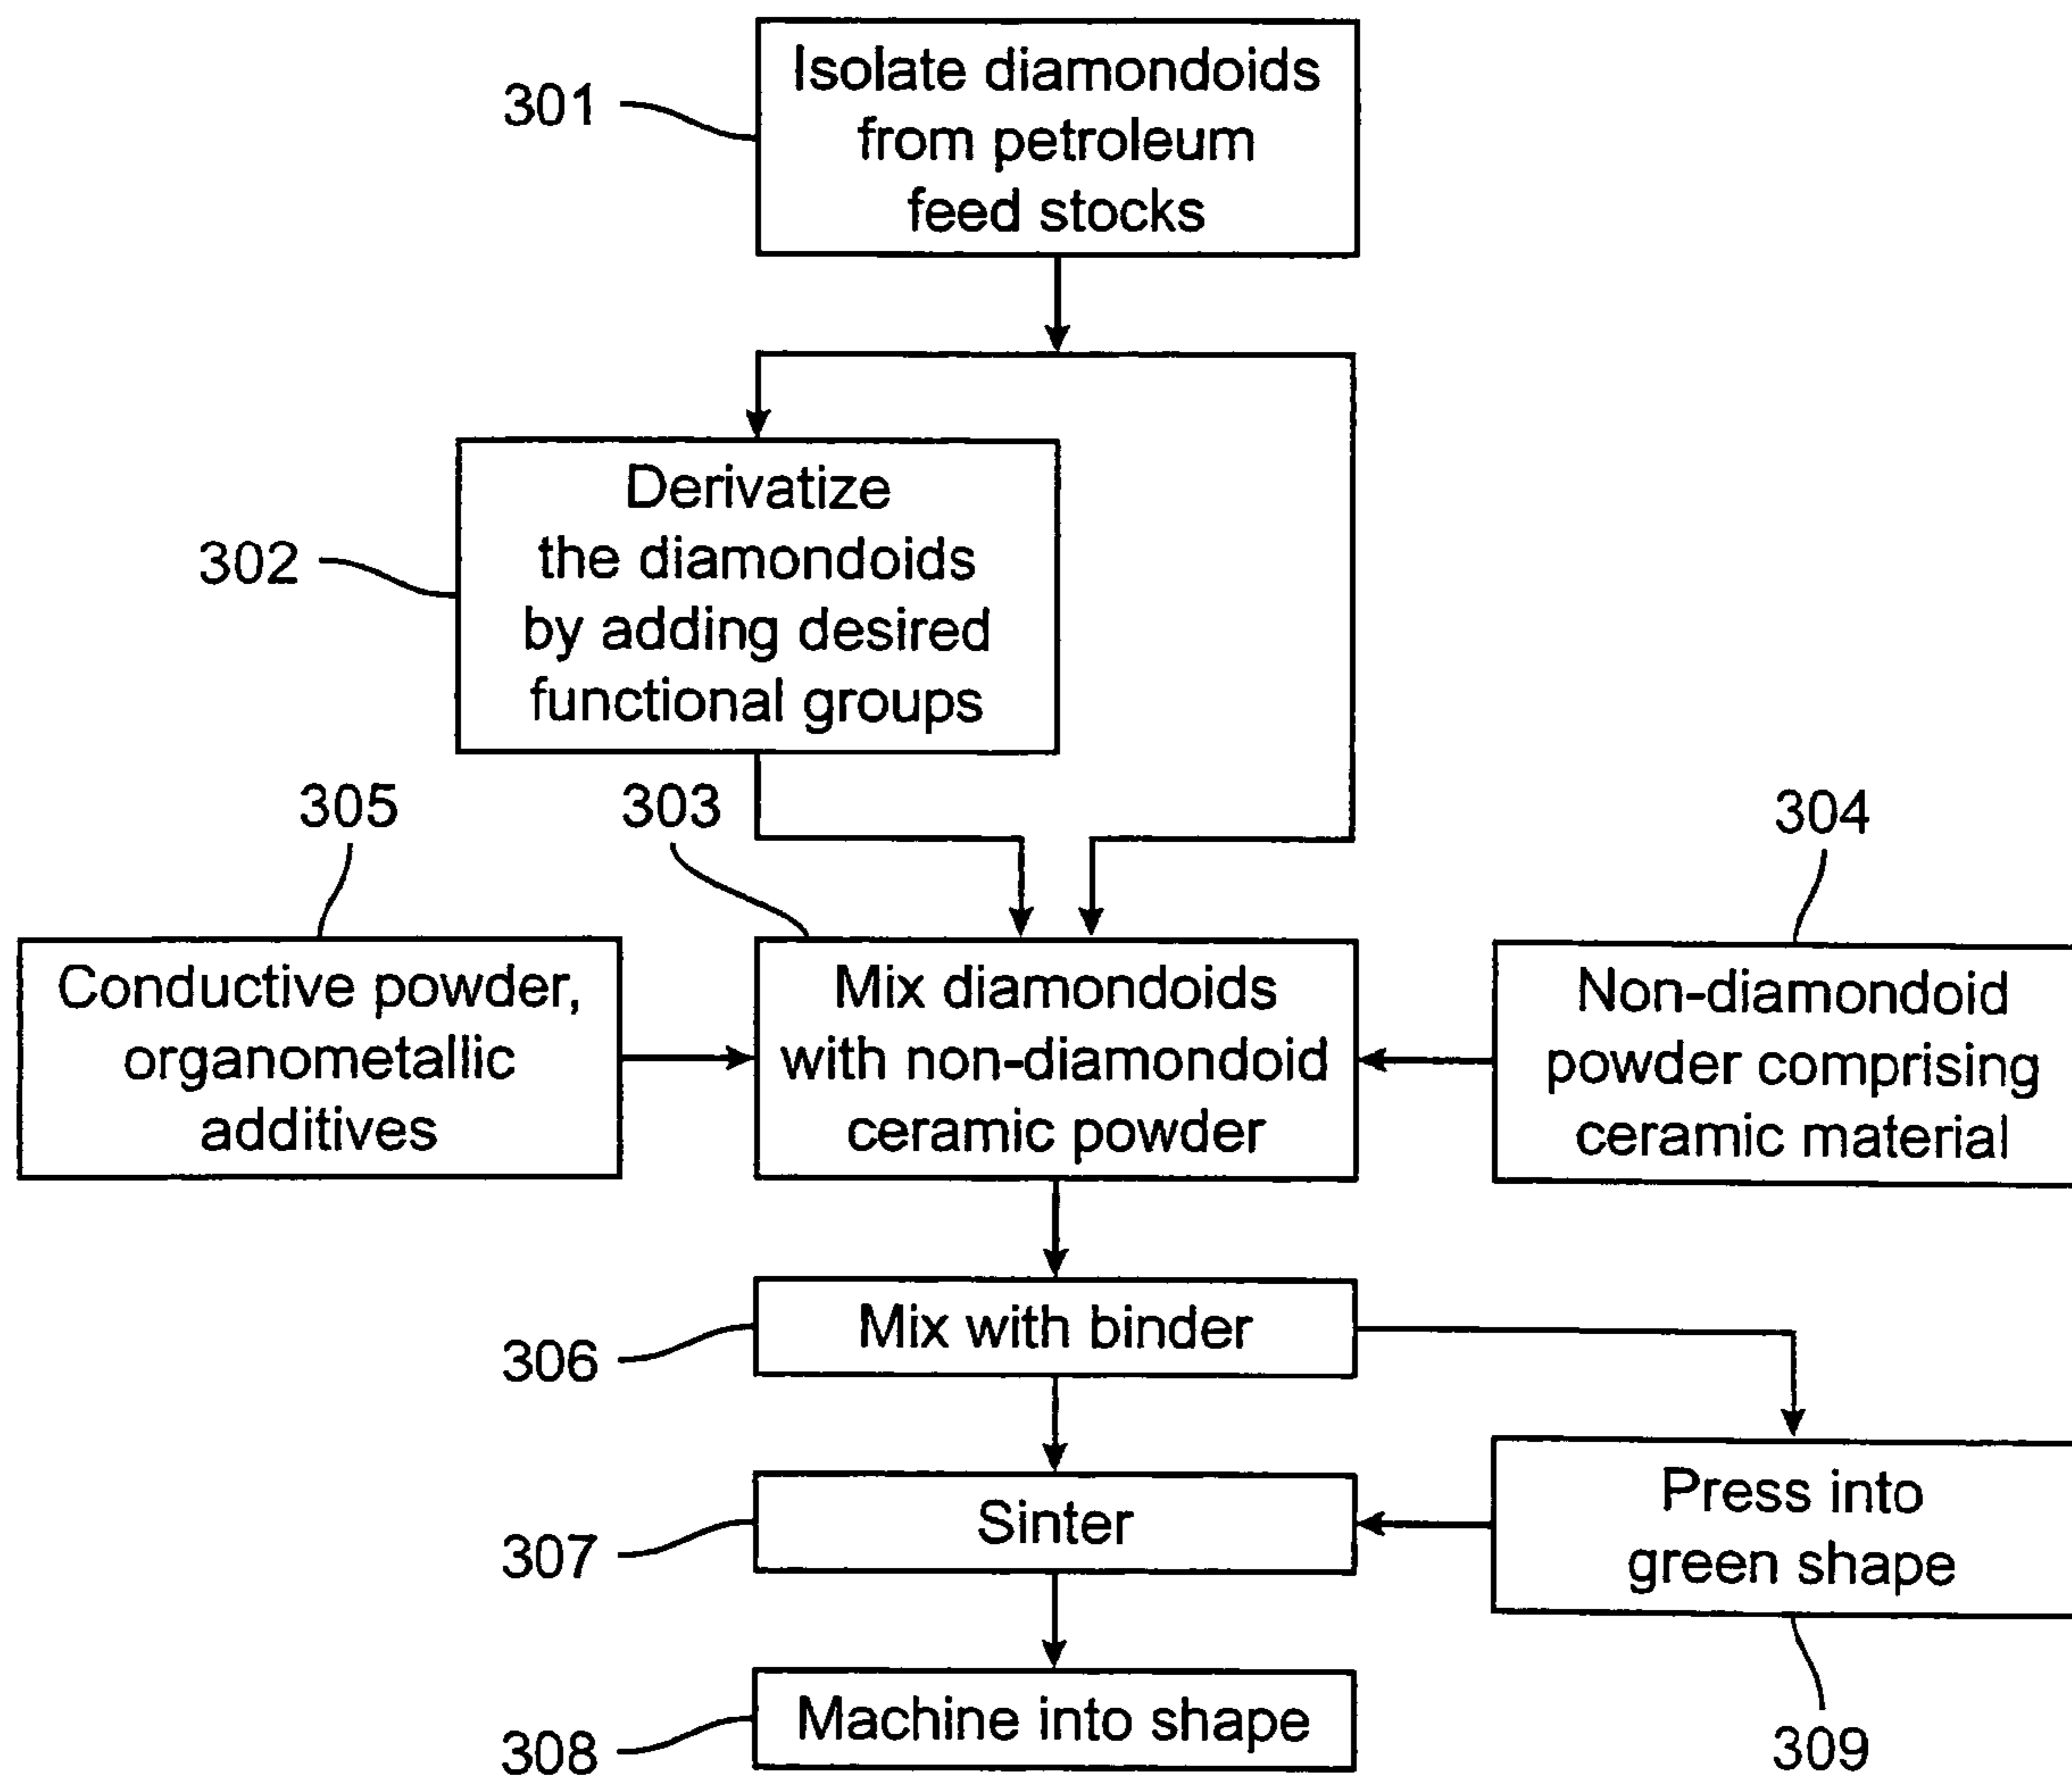 301
Isolate diamondoids
from petroleum
feed stocks
302
Derivatize
the diamondoids
by adding desired
functional groups
305
303
304
Conductive powder,
organometallic
additives
Mix diamondoids
with non-diamondoid
ceramic powder
Non-diamondoid
powder comprising
ceramic material
306
Mix with binder
307
Sinter
Press into
green shape
308
Machine into shape
309